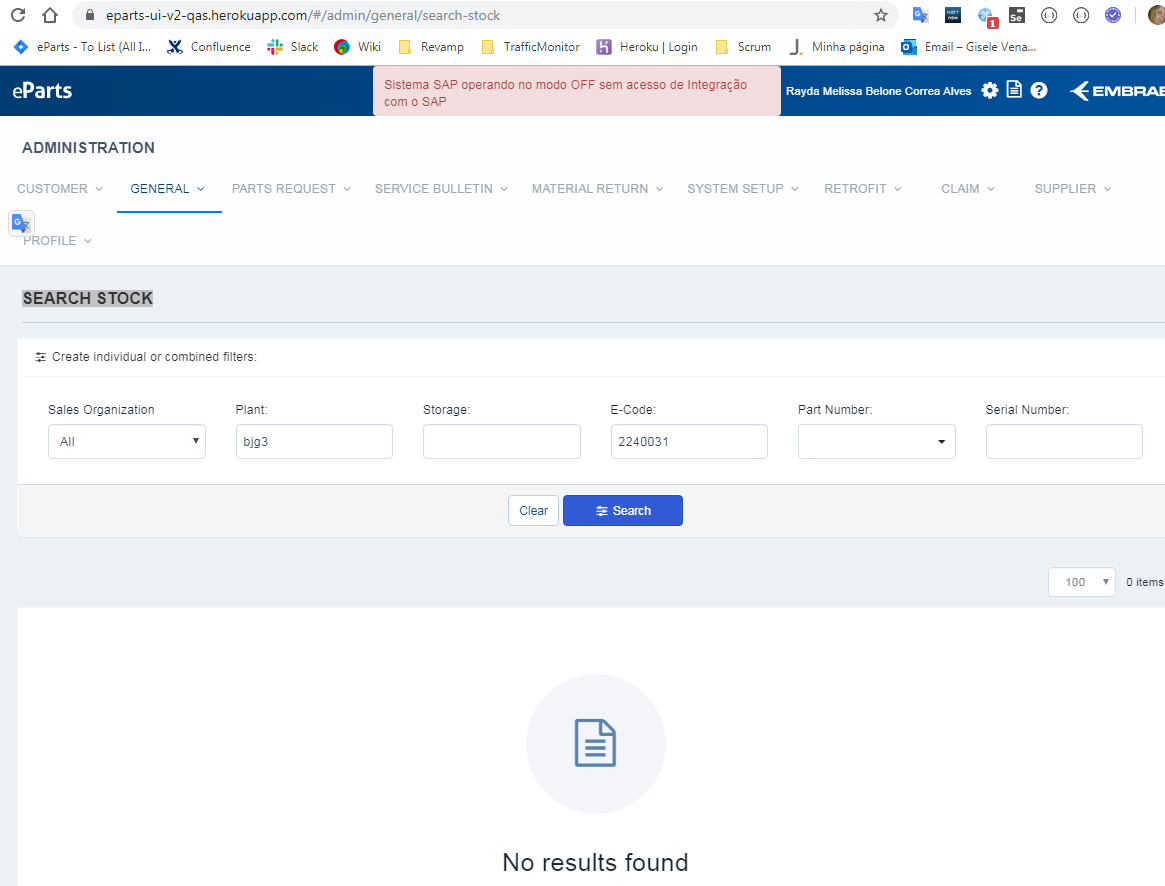 eparts-ui-v2-qas.herokuapp.com/#/admin/general/search-stock
1
Se
eParts - To List (All I... Confluence Slack Wiki Revamp TrafficMonitor Heroku | Login Scrum Minha página Email – Gisele Vena...
eParts
Sistema SAP operando no modo OFF sem acesso de Integração
com o SAP
Rayda Melissa Belone Correa Alves
EMBRAE
ADMINISTRATION
CUSTOMER GENERAL PARTS REQUEST SERVICE BULLETIN MATERIAL RETURN SYSTEM SETUP RETROFIT CLAIM SUPPLIER
PROFILE
SEARCH STOCK
Create individual or combined filters:
Sales Organization Plant: Storage: E-Code: Part Number: Serial Number:
All bjg3 2240031
Clear Search
100 0 items
No results found